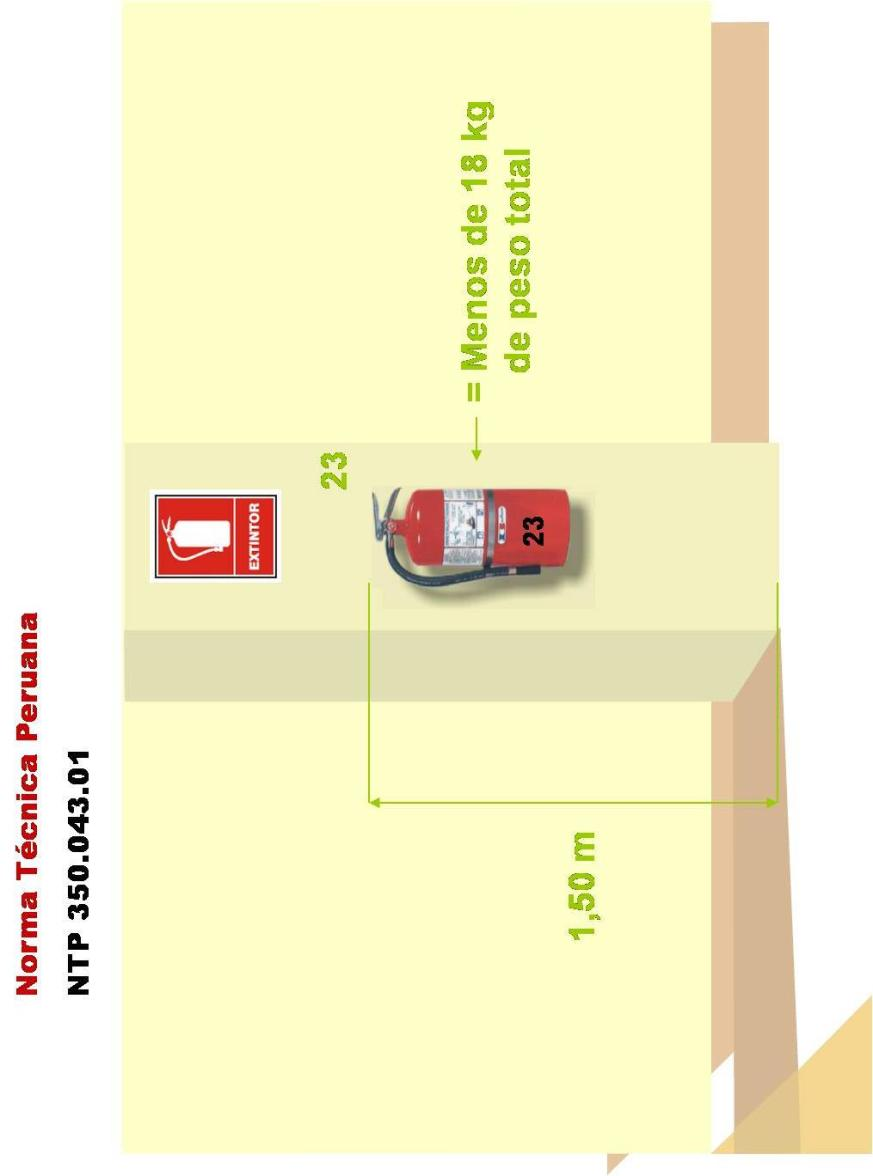 Norma Técnica Peruana
NTP 350.043.01
EXTINTOR
23
= Menos de 18 kg
de peso total
23
1,50 m